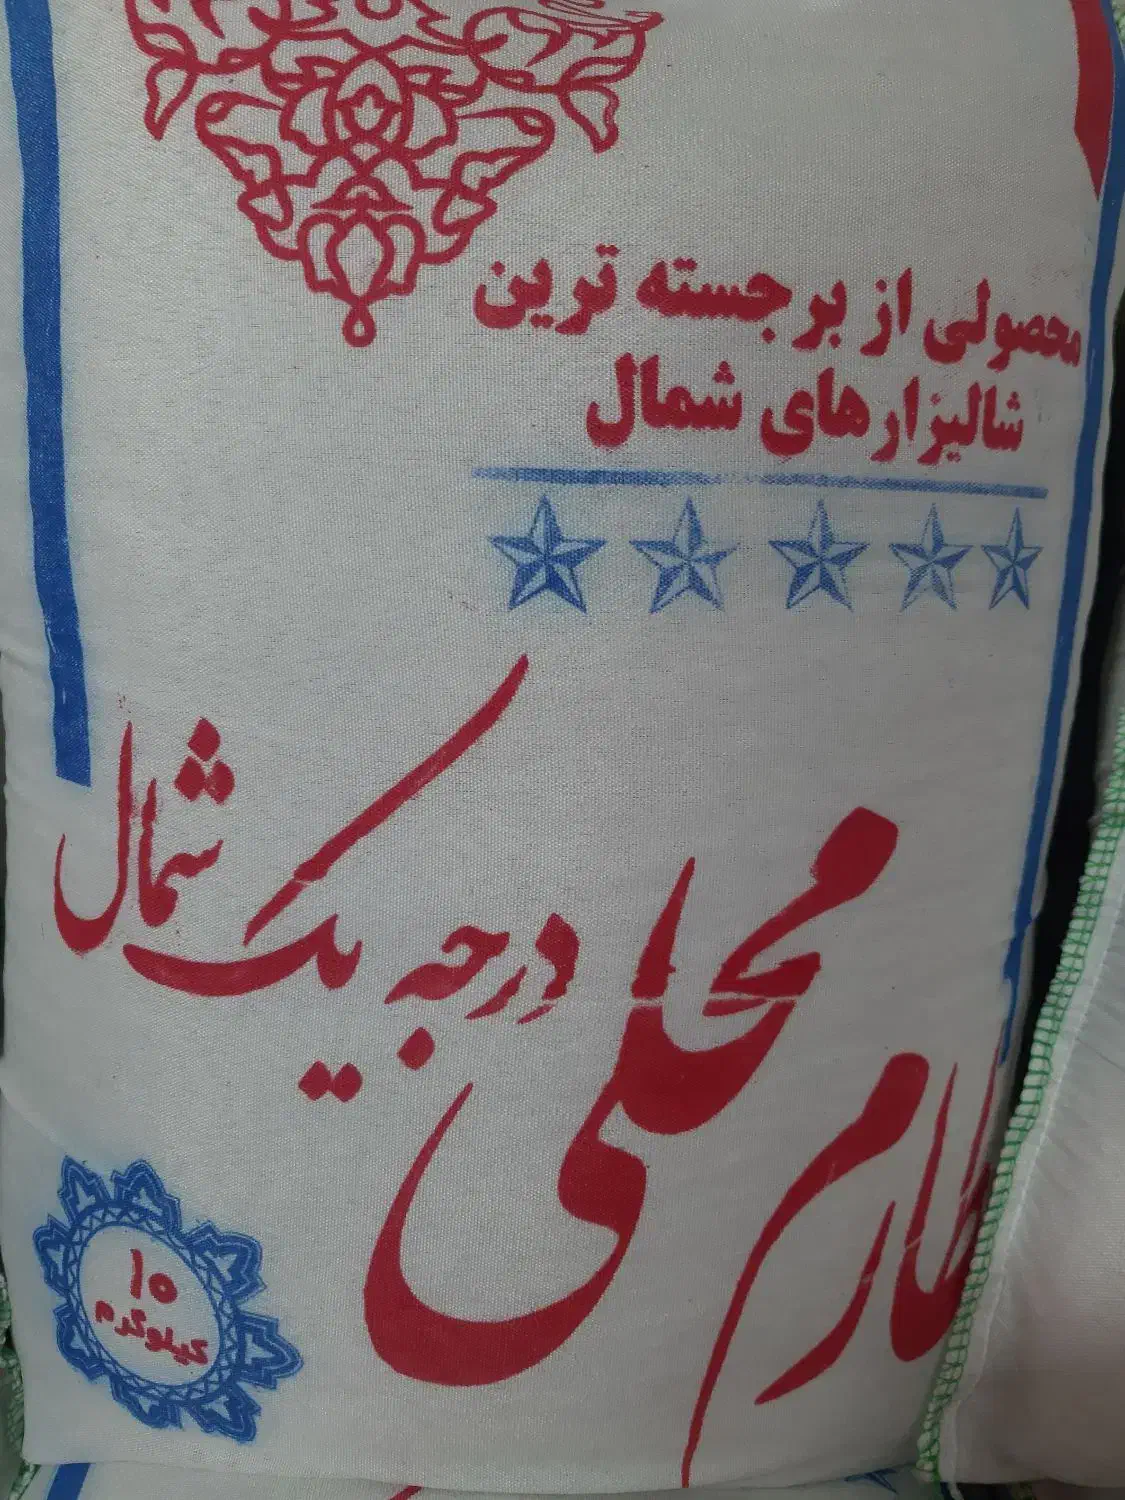 محصولی از برجسته ترین
شالیزارهای شمال
طارم محلی
درجه یک شمال
۱۰
کیلوگرم